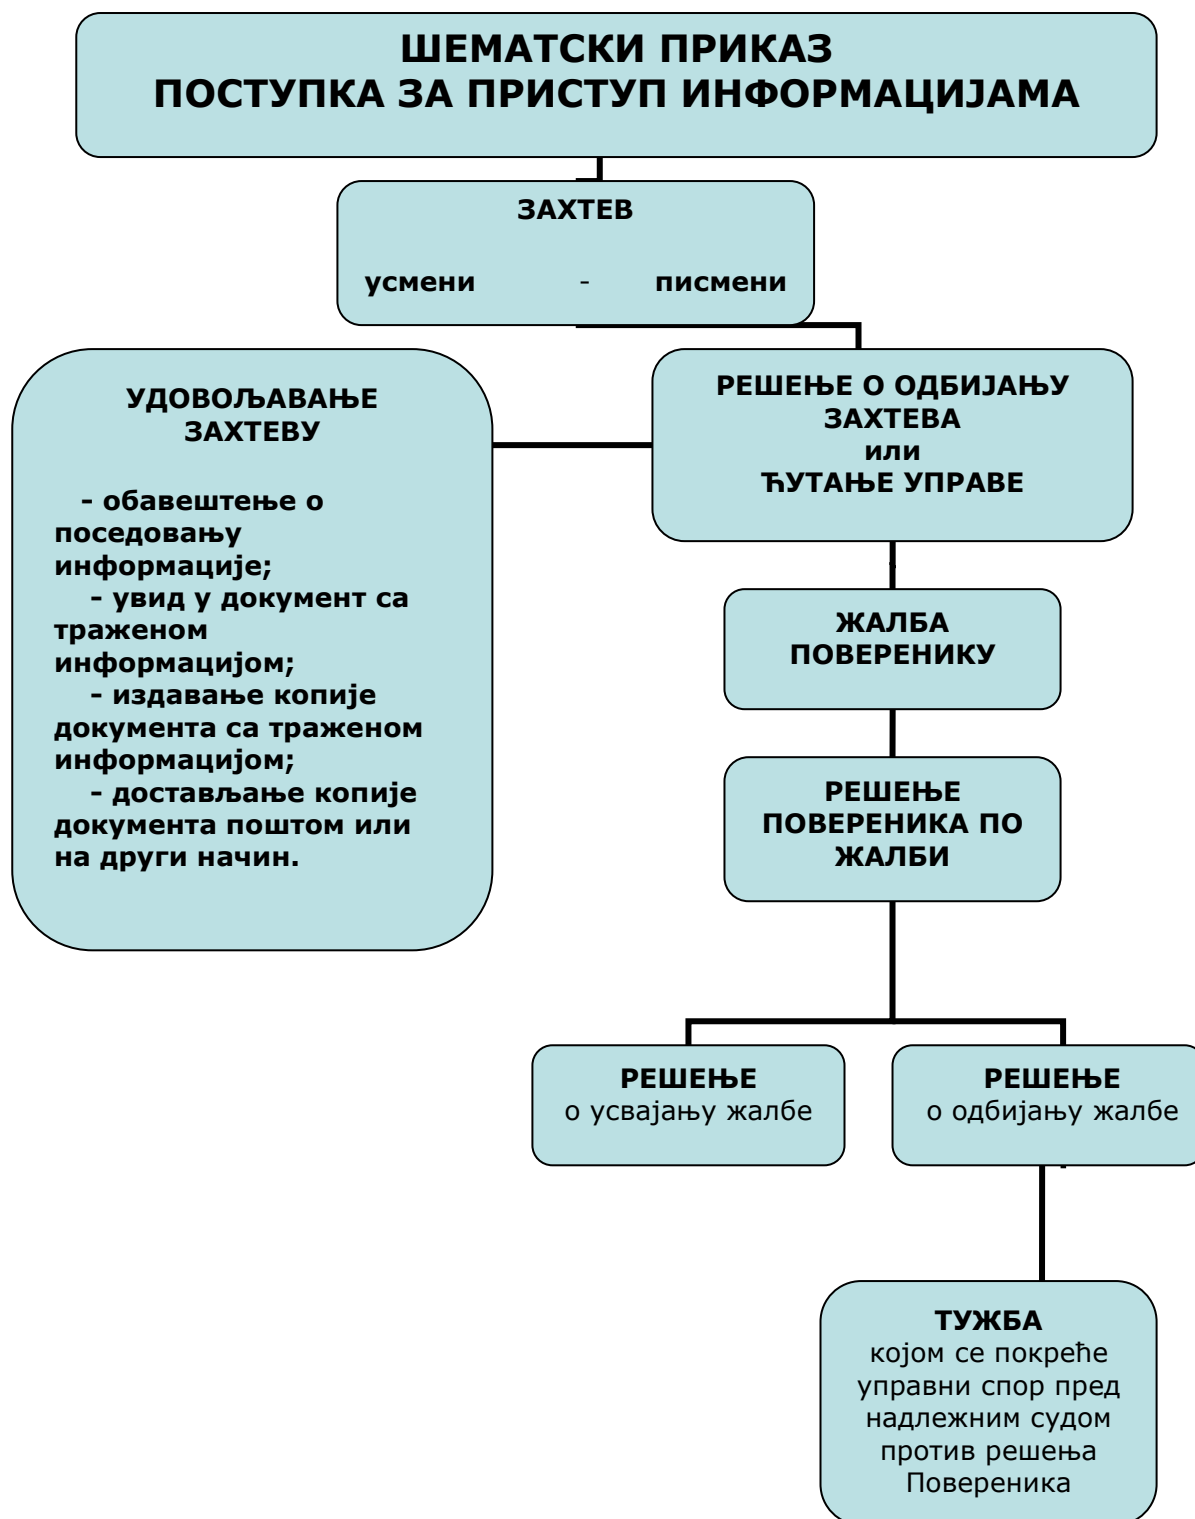 ШЕМАТСКИ ПРИКАЗ
ПОСТУПКА ЗА ПРИСТУП ИНФОРМАЦИЈАМА
ЗАХТЕВ
усмени - писмени
УДОВОЉАВАЊЕ
ЗАХТЕВУ
– обавештење о
поседовању
информације;
– увид у документ са
траженом
информацијом;
– издавање копије
документа са траженом
информацијом;
– достављање копије
документа поштом или
на други начин.
РЕШЕЊЕ О ОДБИЈАЊУ
ЗАХТЕВА
или
ЋУТАЊЕ УПРАВЕ
ЖАЛБА
ПОВЕРЕНИКУ
РЕШЕЊЕ
ПОВЕРЕНИКА ПО
ЖАЛБИ
РЕШЕЊЕ
о усвајању жалбе
РЕШЕЊЕ
о одбијању жалбе
ТУЖБА
којом се покреће
управни спор пред
надлежним судом
против решења
Повереника